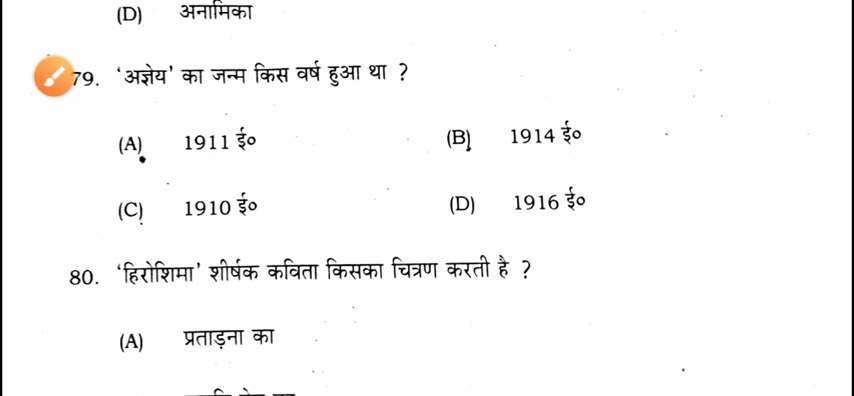 (D) अनामिका
79. 'अज्ञेय' का जन्म किस वर्ष हुआ था ?
(A) 1911 ई०
(B) 1914 ई०
(C) 1910 ई०
(D) 1916 ई०
80. 'हिरोशिमा' शीर्षक कविता किसका चित्रण करती है ?
(A) प्रताड़ना का